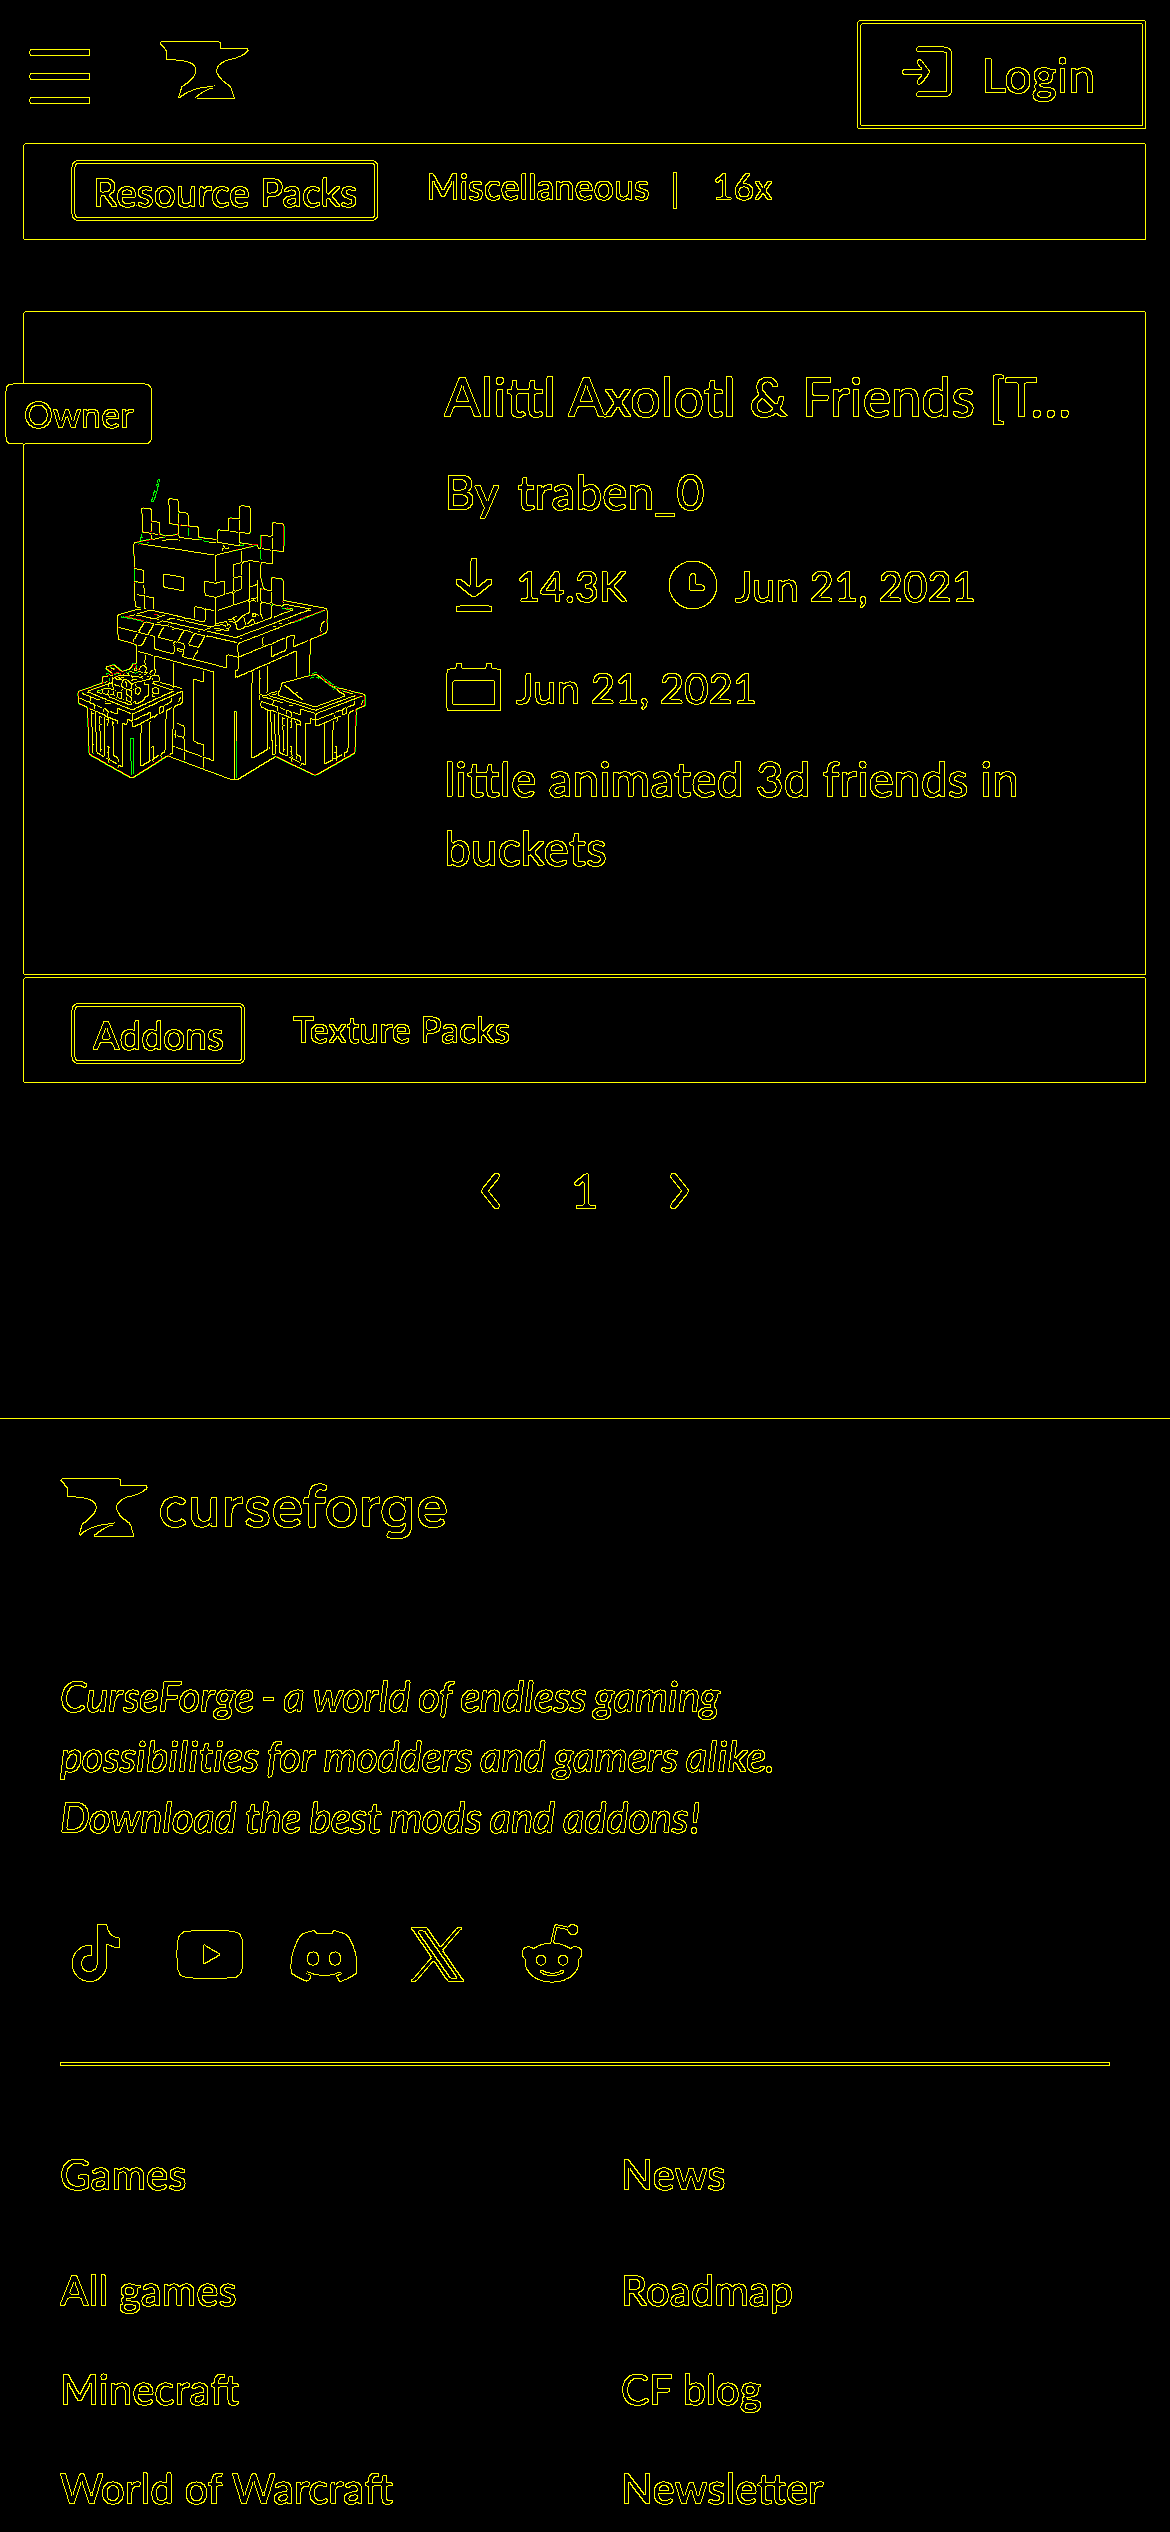 Login
Resource Packs Miscellaneous | 16x
Owner
Alittl Axolotl & Friends [T...
By traben_0
14.3K Jun 21, 2021
Jun 21, 2021
little animated 3d friends in
buckets
Addons Texture Packs
1
curseforge
CurseForge - a world of endless gaming
possibilities for modders and gamers alike.
Download the best mods and addons!
Games News
All games Roadmap
Minecraft CF blog
World of Warcraft Newsletter